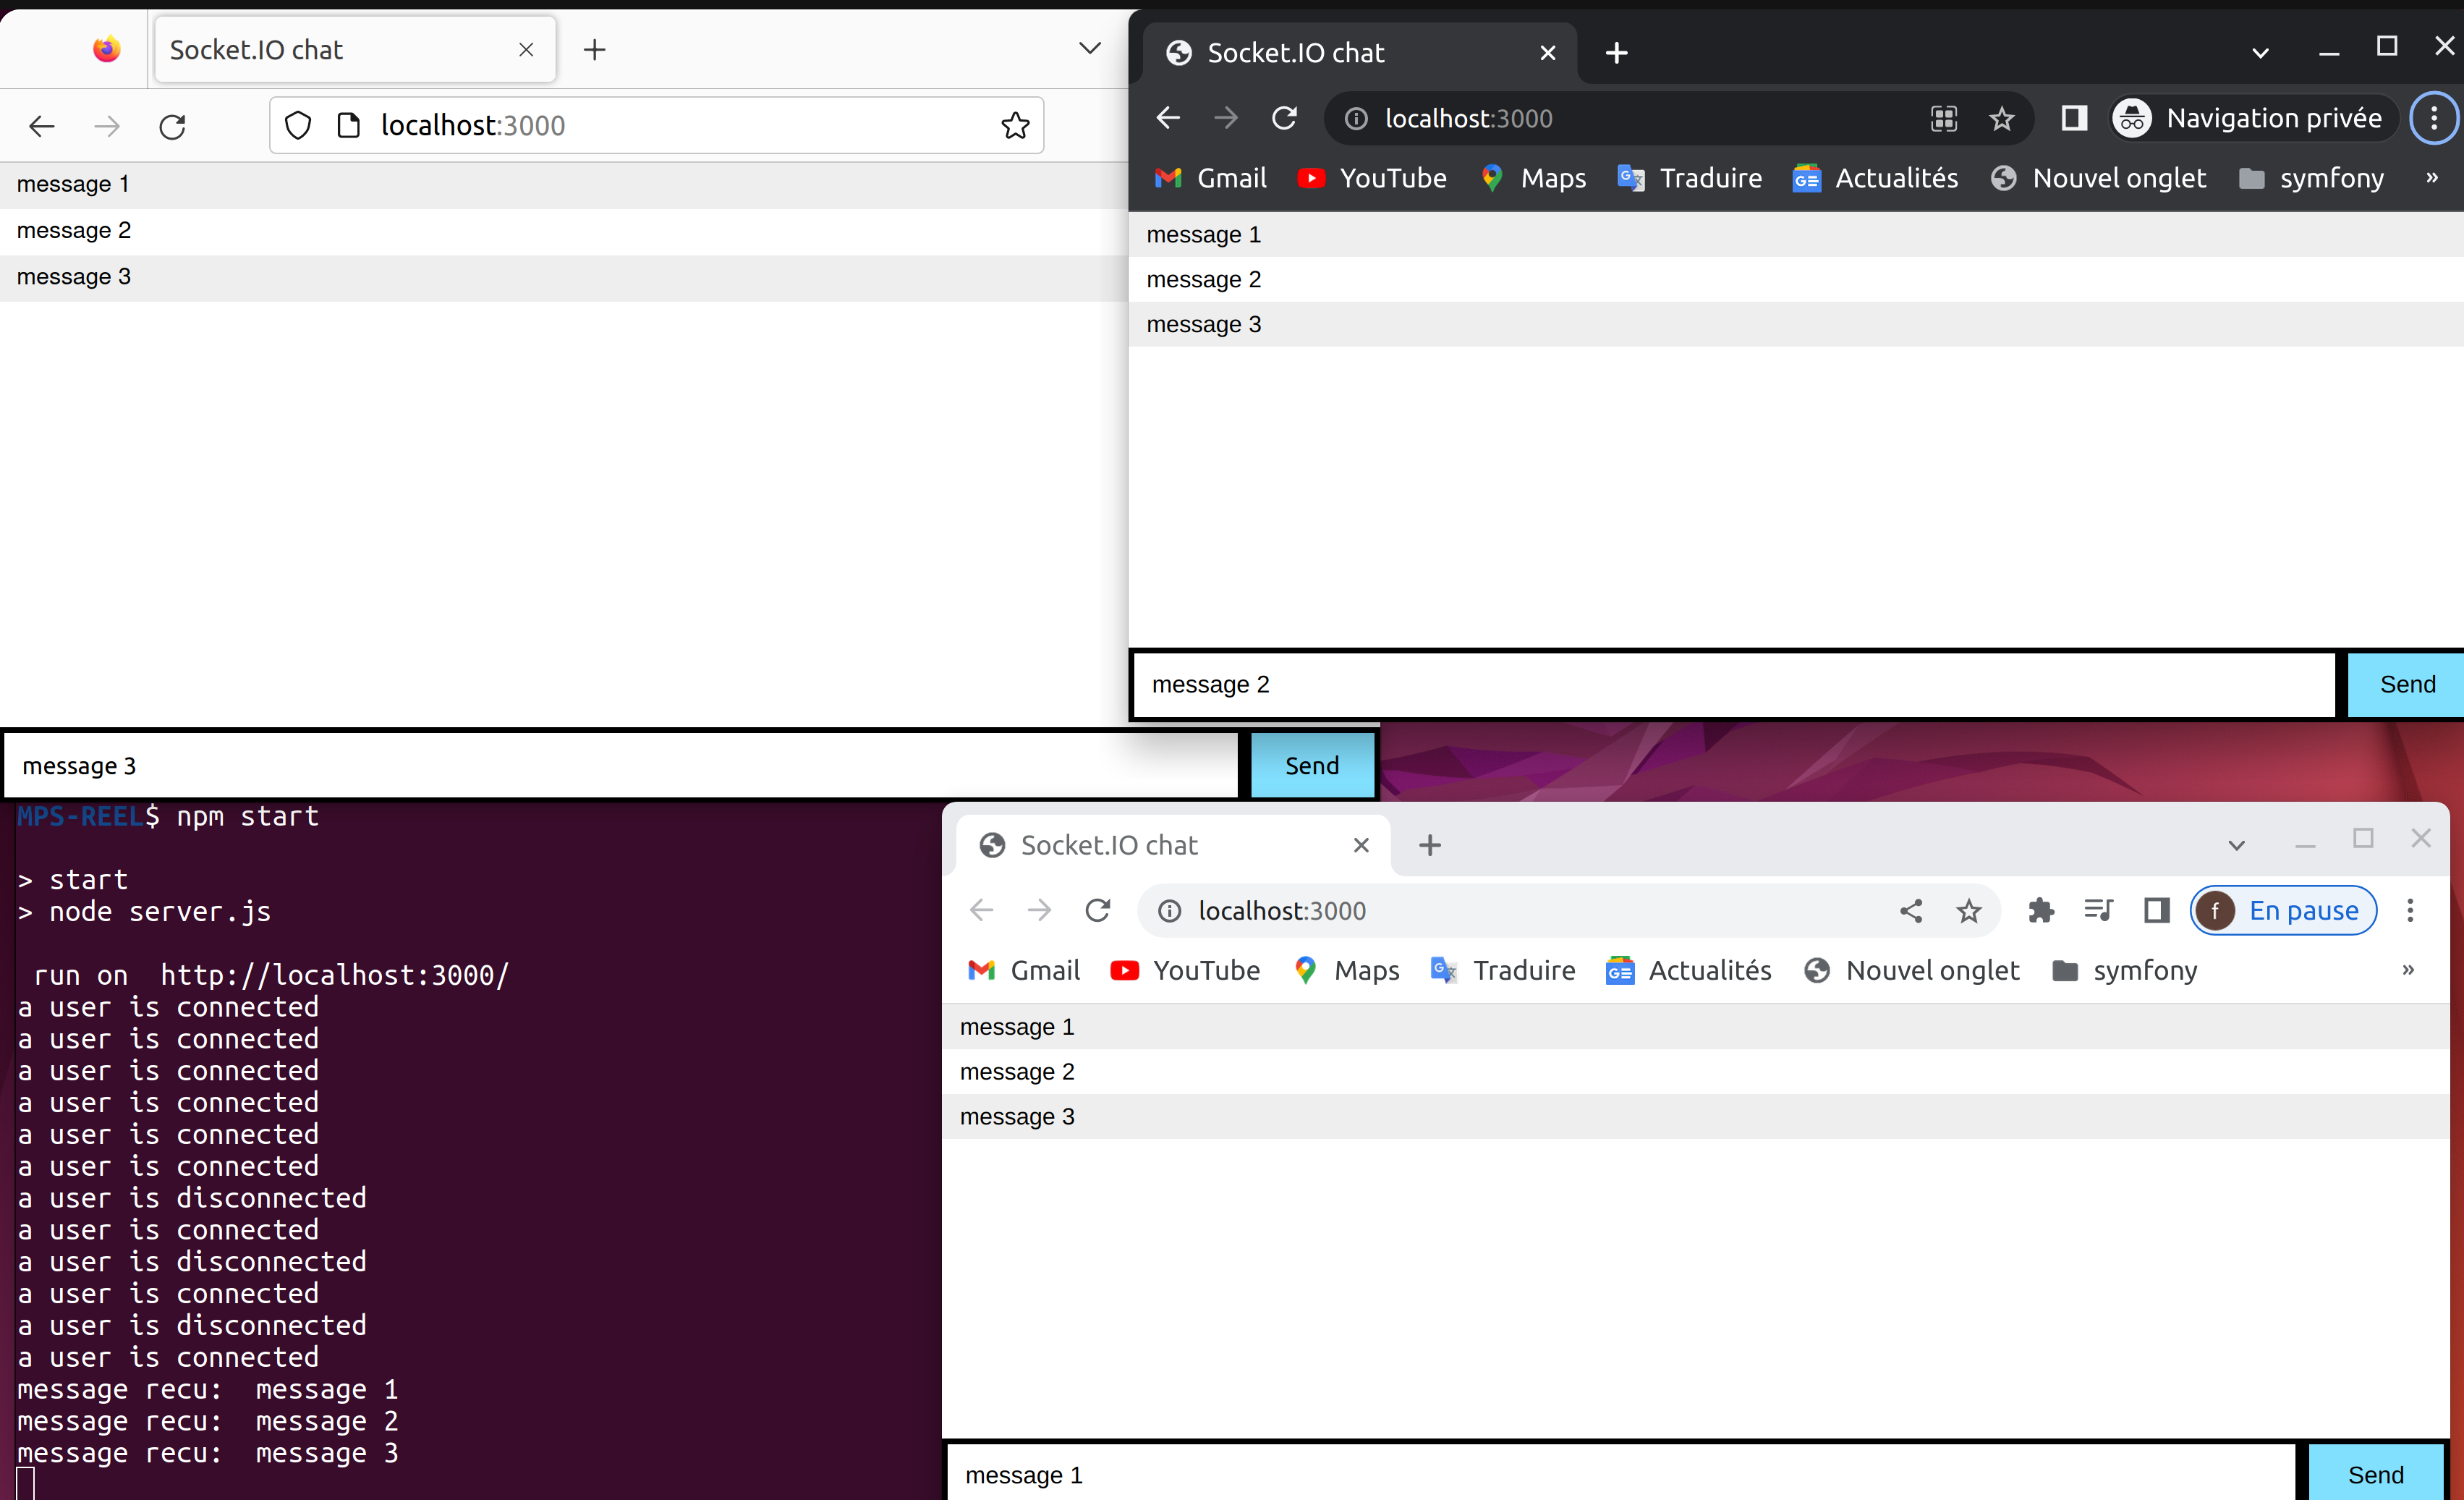 Socket.IO chat
localhost:3000
message 1
message 2
message 3
message 3
Send
Socket.IO chat
localhost:3000
Navigation privée
Gmail YouTube Maps Traduire Actualités Nouvel onglet symfony »
message 1
message 2
message 3
message 2
Send
MPS-REEL$ npm start
> start
> node server.js
run on  http://localhost:3000/
a user is connected
a user is connected
a user is connected
a user is connected
a user is connected
a user is connected
a user is disconnected
a user is connected
a user is disconnected
a user is connected
a user is disconnected
a user is connected
message recu:  message 1
message recu:  message 2
message recu:  message 3
Socket.IO chat
localhost:3000
f En pause
Gmail YouTube Maps Traduire Actualités Nouvel onglet symfony »
message 1
message 2
message 3
message 1
Send